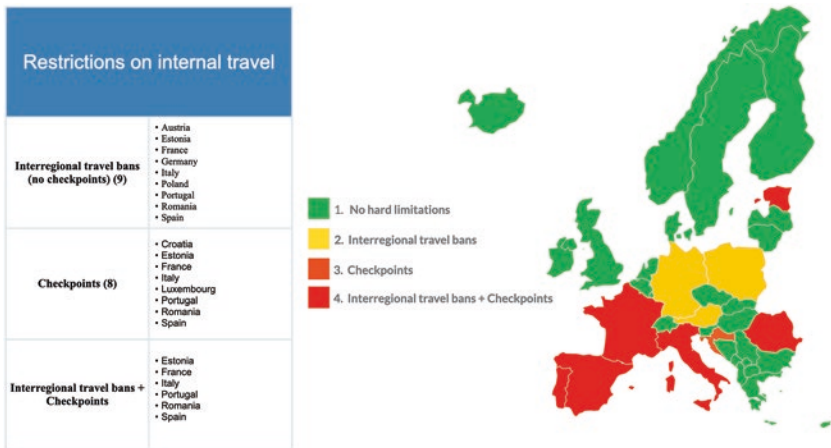 Restrictions on internal travel
Interregional travel bans
(no checkpoints) (9)
• Austria
• Estonia
• France
• Germany
• Italy
• Poland
• Portugal
• Romania
• Spain
Checkpoints (8)
• Croatia
• Estonia
• France
• Italy
• Luxembourg
• Portugal
• Romania
• Spain
Interregional travel bans +
Checkpoints
• Estonia
• France
• Italy
• Portugal
• Romania
• Spain
1. No hard limitations
2. Interregional travel bans
3. Checkpoints
4. Interregional travel bans + Checkpoints